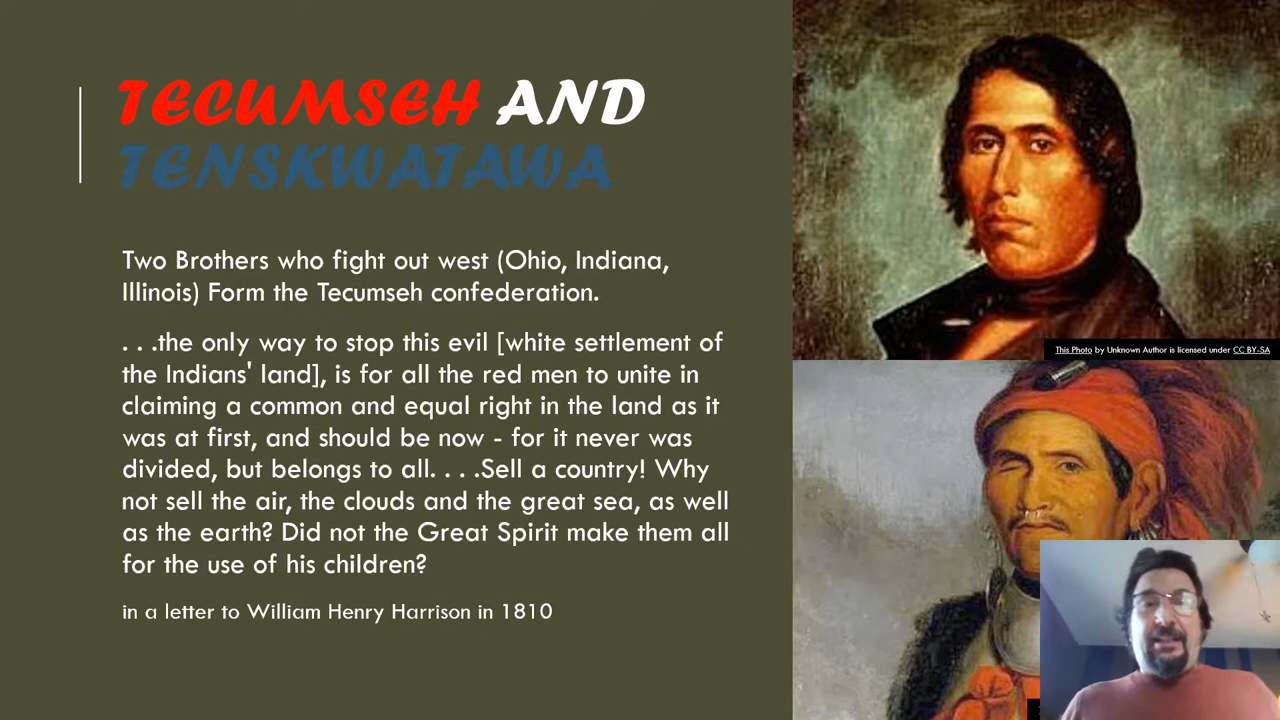 TECUMSEH AND
TENSKWATAWA
Two Brothers who fight out west (Ohio, Indiana,
Illinois) Form the Tecumseh confederation.
. . .the only way to stop this evil [white settlement of
the Indians' land], is for all the red men to unite in
claiming a common and equal right in the land as it
was at first, and should be now - for it never was
divided, but belongs to all. . . .Sell a country! Why
not sell the air, the clouds and the great sea, as well
as the earth? Did not the Great Spirit make them all
for the use of his children?
in a letter to William Henry Harrison in 1810
This Photo by Unknown Author is licensed under CC BY-SA